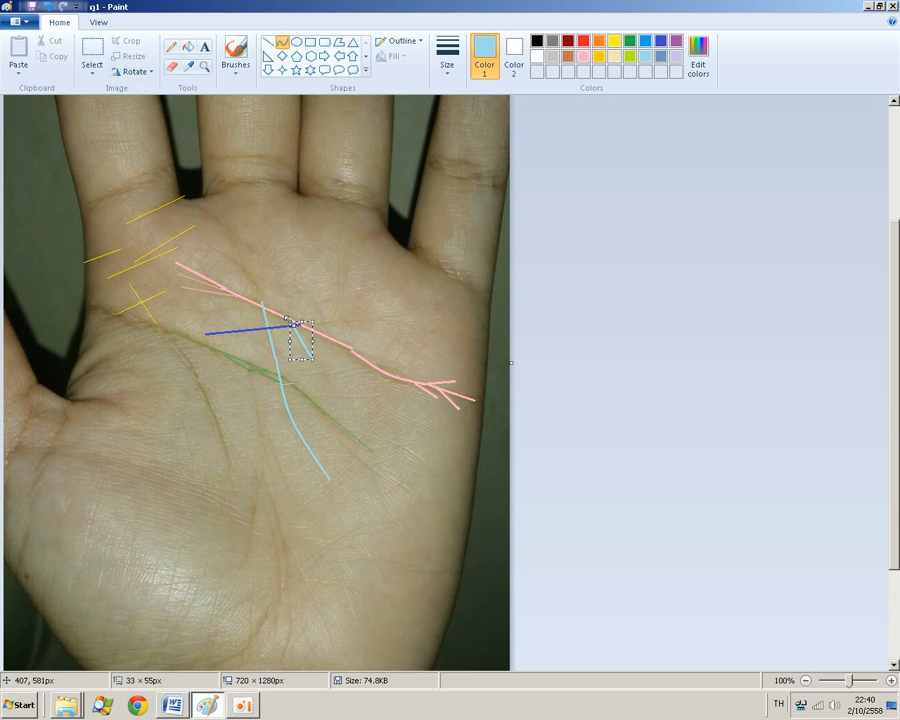 g1 - Paint
Home View
Paste
Cut
Copy
Clipboard
Select
Crop
Resize
Rotate
Image
A
Tools
Brushes
Outline
Fill
Shapes
Size
Color 1
Color 2
Edit colors
Colors
407, 581px
33 × 55px
720 × 1280px
Size: 74.8KB
100%
Start
TH
22:40
2/10/2558